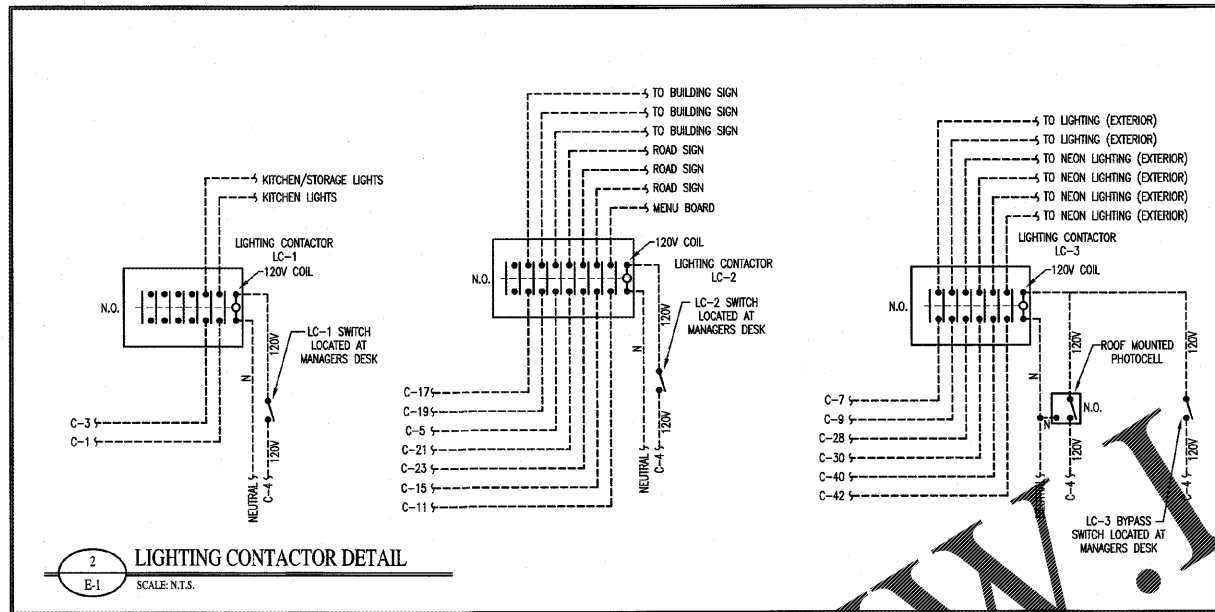 KITCHEN/STORAGE LIGHTS
KITCHEN LIGHTS
LIGHTING CONTACTOR
LC-1
120V COIL
N.O.
LC-1 SWITCH
LOCATED AT
MANAGERS DESK
120V
N
C-3
C-1
120V
NEUTRAL
C-4
TO BUILDING SIGN
TO BUILDING SIGN
TO BUILDING SIGN
ROAD SIGN
ROAD SIGN
ROAD SIGN
MENU BOARD
120V COIL
LIGHTING CONTACTOR
LC-2
N.O.
LC-2 SWITCH
LOCATED AT
MANAGERS DESK
120V
N
C-17
C-19
C-5
C-21
C-23
C-15
C-11
120V
NEUTRAL
C-4
TO LIGHTING (EXTERIOR)
TO LIGHTING (EXTERIOR)
TO NEON LIGHTING (EXTERIOR)
TO NEON LIGHTING (EXTERIOR)
TO NEON LIGHTING (EXTERIOR)
TO NEON LIGHTING (EXTERIOR)
LIGHTING CONTACTOR
LC-3
120V COIL
N.O.
120V
120V
ROOF MOUNTED
PHOTOCELL
N
N.O.
N
C-7
C-9
C-28
C-30
C-40
C-42
120V
120V
NEUTRAL
C-4
C-4
LC-3 BYPASS
SWITCH LOCATED AT
MANAGERS DESK
2
E-1
LIGHTING CONTACTOR DETAIL
SCALE: N.T.S.